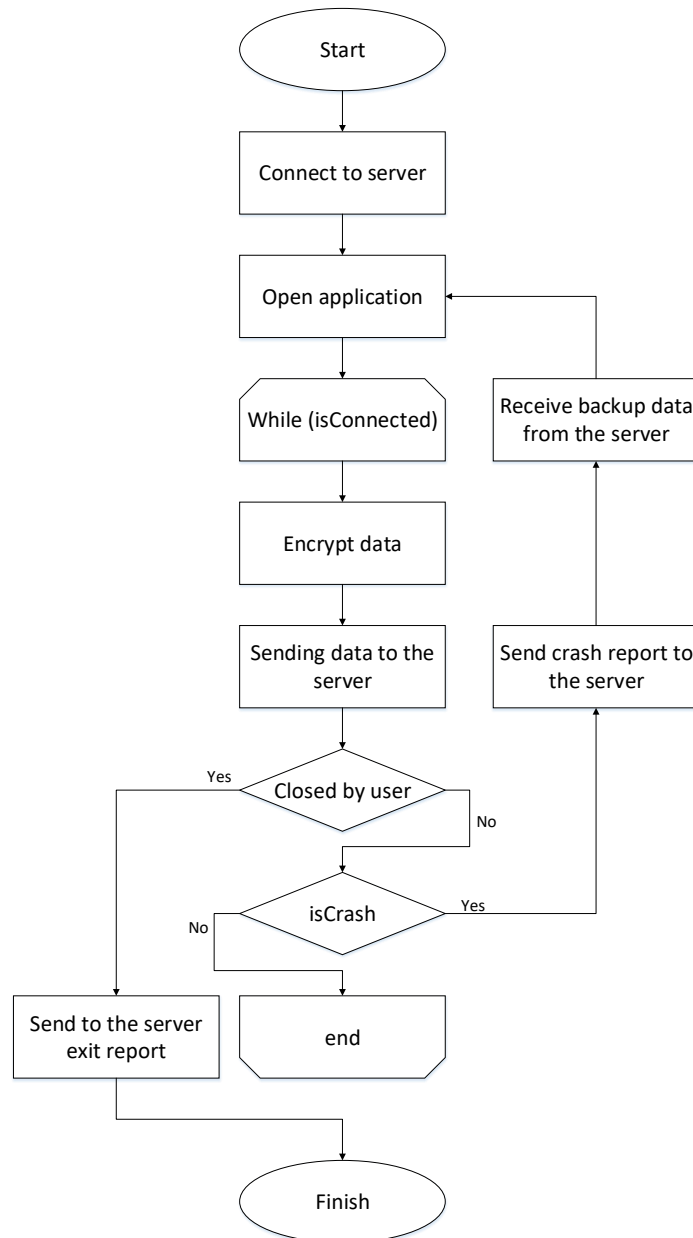 Start
Connect to server
Open application
While (isConnected)
Receive backup data
from the server
Encrypt data
Sending data to the
server
Send crash report to
the server
Yes
Closed by user
No
isCrash
Yes
No
Send to the server
exit report
end
Finish